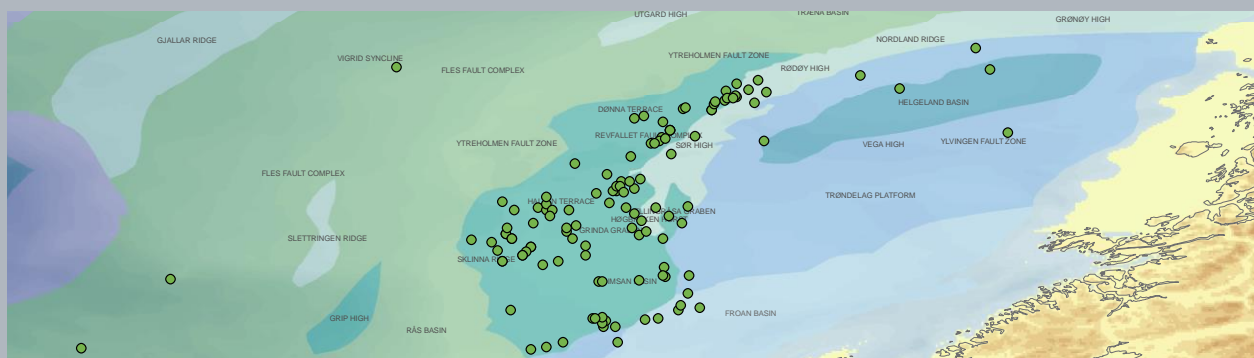 UTGARD HIGH
TRÆNA BASIN
GRØNØY HIGH
GJALLAR RIDGE
NORDLAND RIDGE
VIGRID SYNCLINE
YTREHOLMEN FAULT ZONE
FLES FAULT COMPLEX
RØDØY HIGH
HELGELAND BASIN
DØNNA TERRACE
REVFALLET FAULT COMPLEX
YTREHOLMEN FAULT ZONE
SØR HIGH
VEGA HIGH
YLVINGEN FAULT ZONE
FLES FAULT COMPLEX
TRØNDELAG PLATFORM
TERRACE
GRABEN
GRINDA
SLETTRINGEN RIDGE
SKLINNA
BASIN
FROAN BASIN
GRIP HIGH
RÅS BASIN